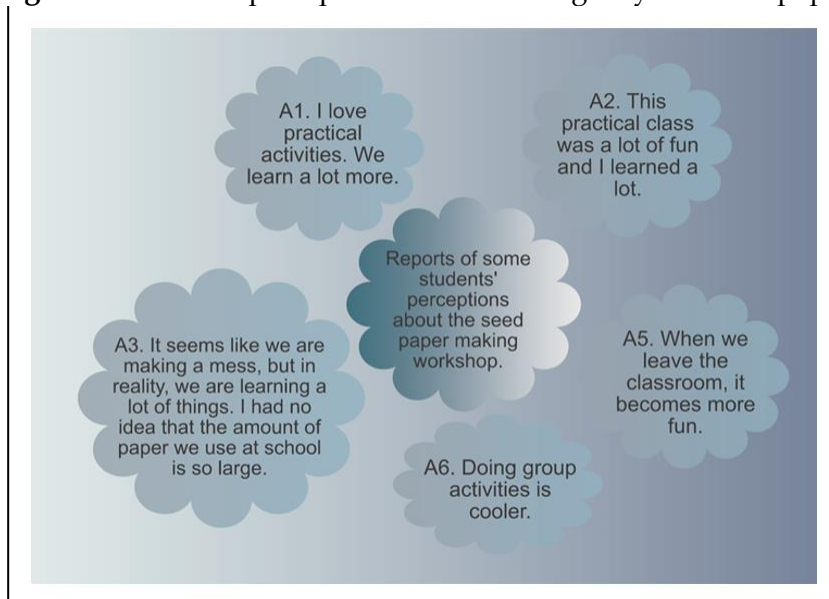 A1. I love
practical
activities. We
learn a lot more.
A2. This
practical class
was a lot of fun
and I learned a
lot.
Reports of some
students'
perceptions
about the seed
paper making
workshop.
A3. It seems like we are
making a mess, but in
reality, we are learning a
lot of things. I had no
idea that the amount of
paper we use at school
is so large.
A5. When we
leave the
classroom, it
becomes more
fun.
A6. Doing group
activities is
cooler.